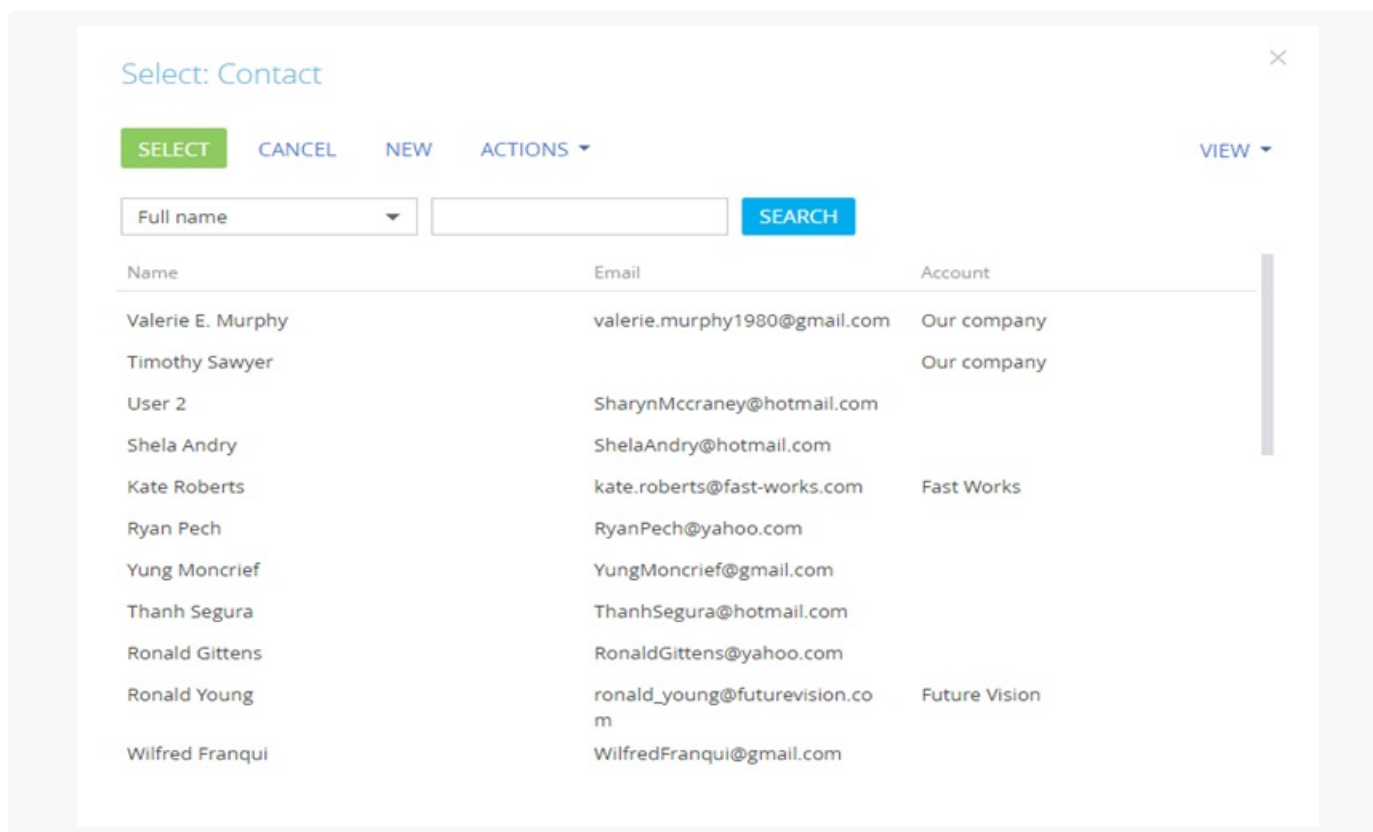 Select: Contact
SELECT CANCEL NEW ACTIONS VIEW
Full name SEARCH
Name Email Account
Valerie E. Murphy valerie.murphy1980@gmail.com Our company
Timothy Sawyer Our company
User 2 SharynMccraney@hotmail.com
Shela Andry ShelaAndry@hotmail.com
Kate Roberts kate.roberts@fast-works.com Fast Works
Ryan Pech RyanPech@yahoo.com
Yung Moncrief YungMoncrief@gmail.com
Thanh Segura ThanhSegura@hotmail.com
Ronald Gittens RonaldGittens@yahoo.com
Ronald Young ronald_young@futurevision.co Future Vision
m
Wilfred Franqui WilfredFranqui@gmail.com